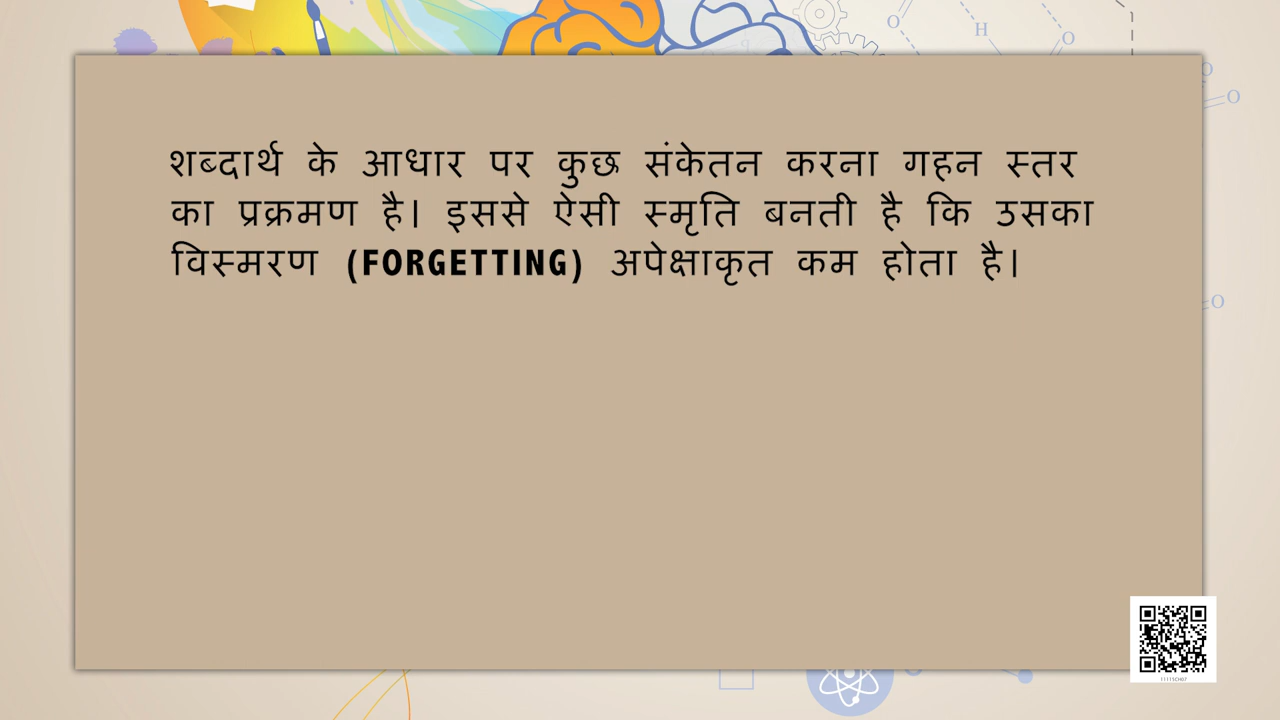 शब्दार्थ के आधार पर कुछ संकेतन करना गहन स्तर
का प्रक्रमण है। इससे ऐसी स्मृति बनती है कि उसका
विस्मरण (FORGETTING) अपेक्षाकृत कम होता है।
H
O
O
O
O
O